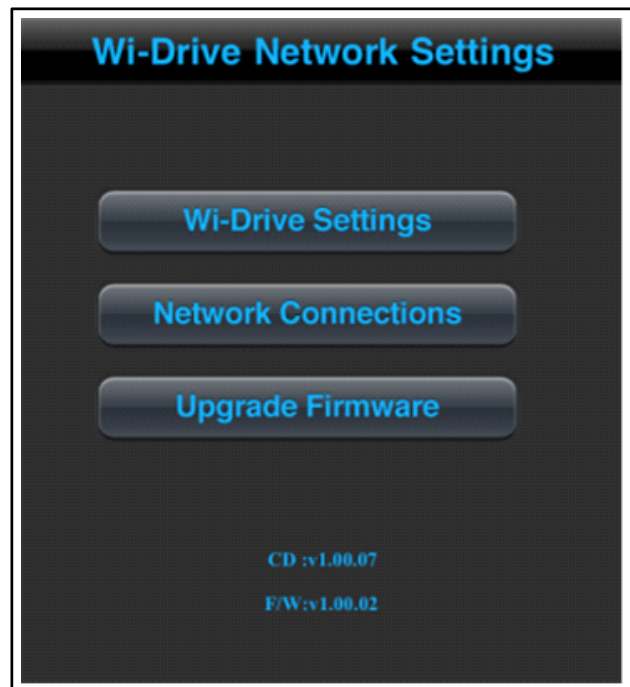 Wi-Drive Network Settings
Wi-Drive Settings
Network Connections
Upgrade Firmware
CD :v1.00.07
F/W:v1.00.02